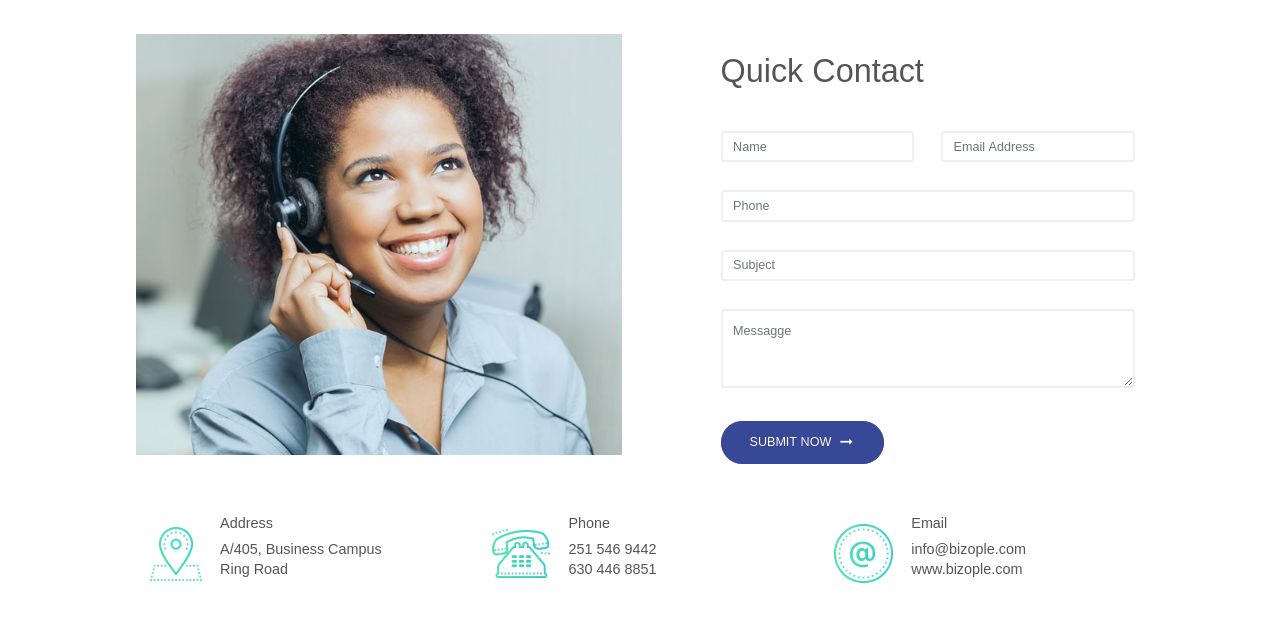 Quick Contact
Name
Email Address
Phone
Subject
Messagge
SUBMIT NOW
Address
A/405, Business Campus
Ring Road
Phone
251 546 9442
630 446 8851
@
Email
info@bizople.com
www.bizople.com